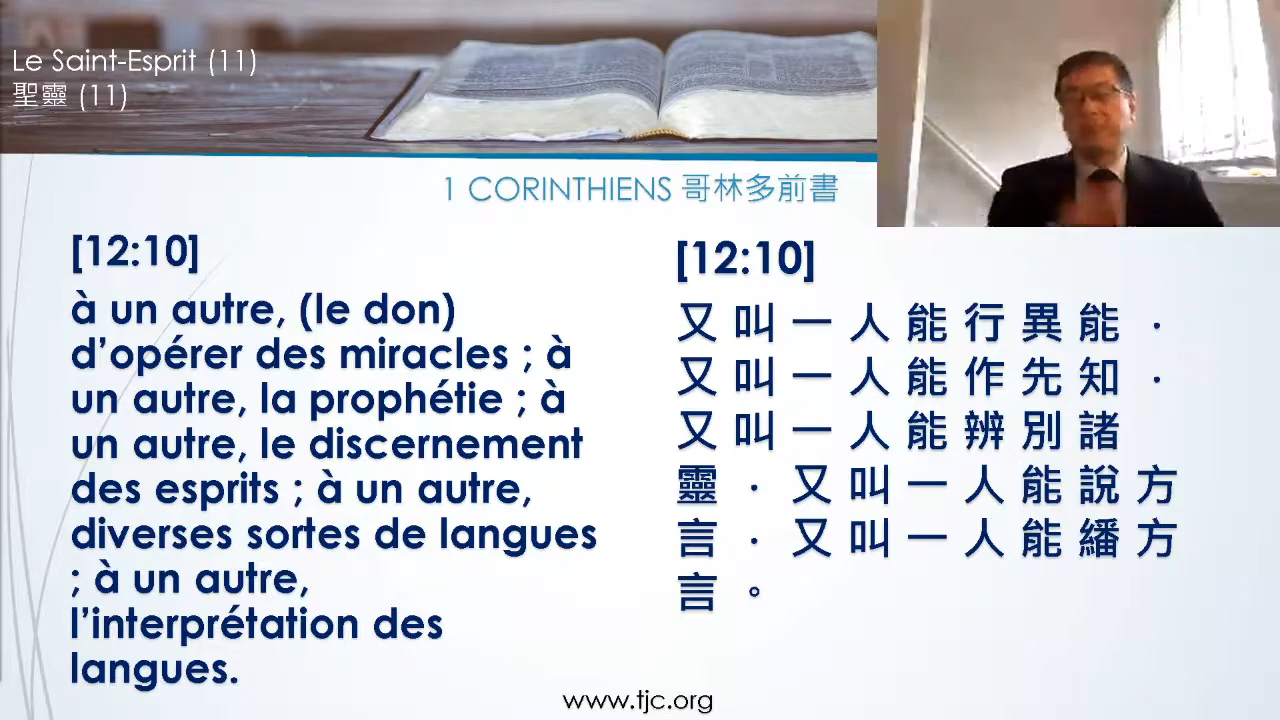 Le Saint-Esprit (11)
聖靈 (11)
1 CORINTHIENS 哥林多前書
[12:10]
à un autre, (le don)
d’opérer des miracles ; à
un autre, la prophétie ; à
un autre, le discernement
des esprits ; à un autre,
diverses sortes de langues
; à un autre,
l’interprétation des
langues.
[12:10]
又叫一人能行異能．
又叫一人能作先知．
又叫一人能辨別諸
靈．又叫一人能說方
言．又叫一人能繙方
言。
www.tjc.org